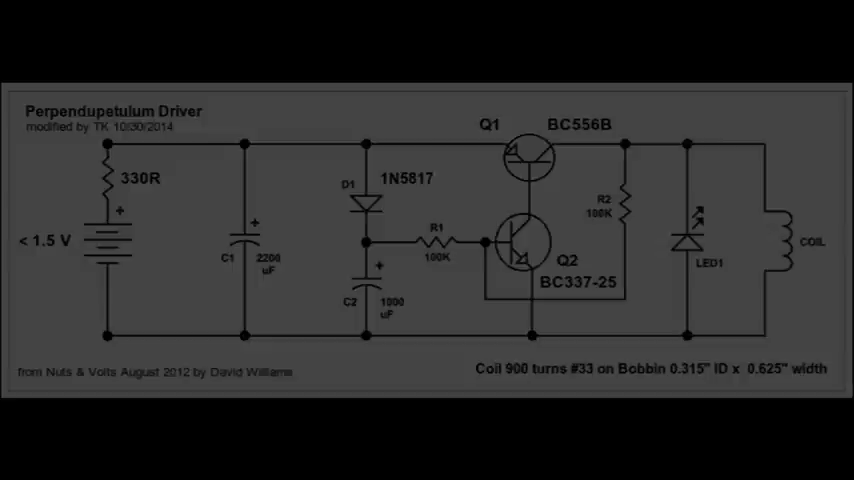 Perpendupetulum Driver
modified by TK 10/30/2014
Q1
BC556B
330R
D1
1N5817
+
R2
100K
< 1.5 V
+
C1
2200
uF
R1
100K
Q2
COIL
LED1
+
BC337-25
C2
1000
uF
from Nuts & Volts August 2012 by David Williams
Coil 900 turns #33 on Bobbin 0.315" ID x 0.625" width